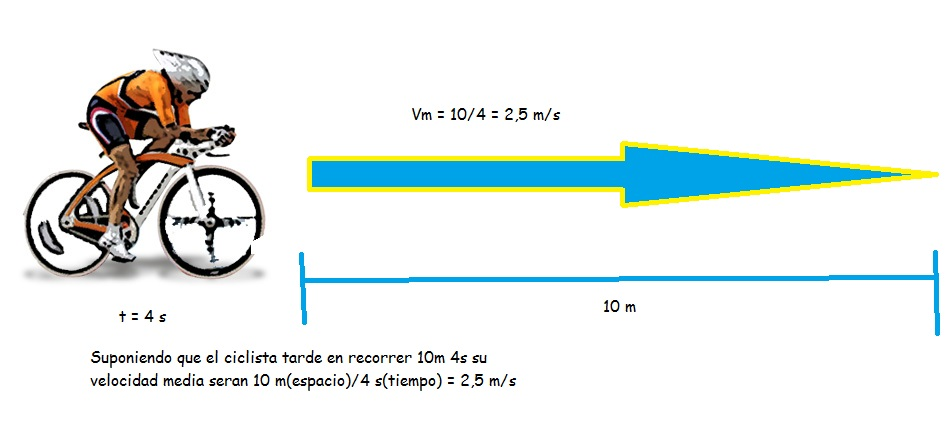 Vm = 10/4 = 2,5 m/s
10 m
t = 4 s
Suponiendo que el ciclista tarde en recorrer 10m 4s su
velocidad media seran 10 m(espacio)/4 s(tiempo) = 2,5 m/s